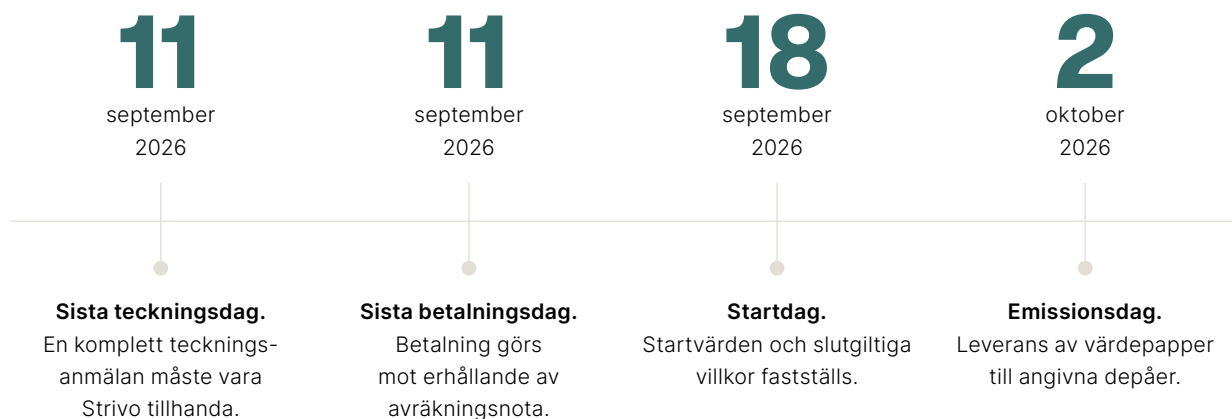 11
september
2026
Sista teckningsdag.
En komplett tecknings-
anmälan måste vara
Strivo tillhanda.
11
september
2026
Sista betalningsdag.
Betalning görs
mot erhållande av
avräkningsnota.
18
september
2026
Startdag.
Startvärden och slutgiltiga
villkor fastställs.
2
oktober
2026
Emissionsdag.
Leverans av värdepapper
till angivna depåer.